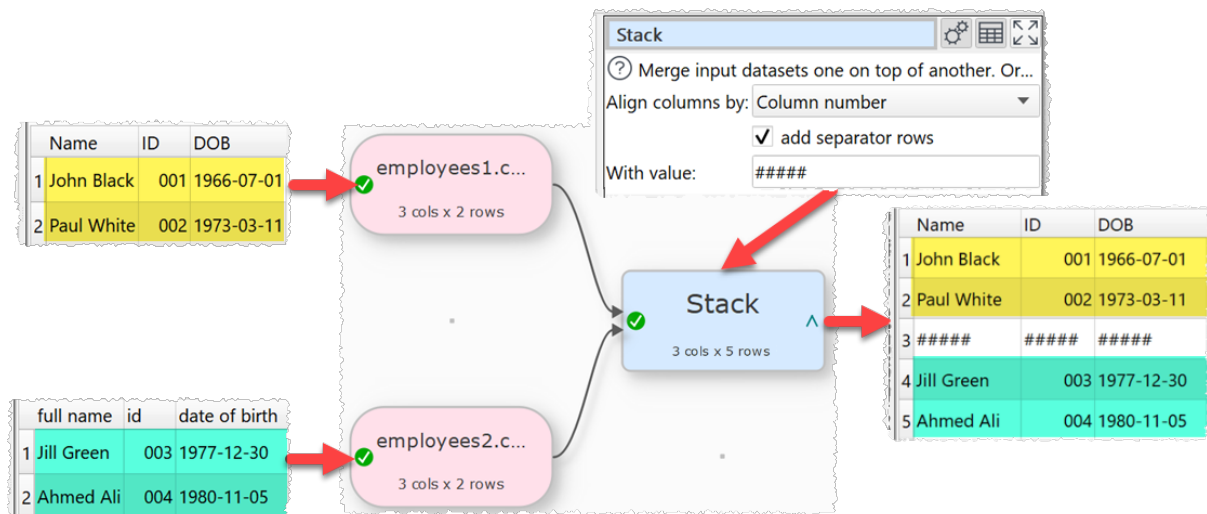 Stack
? Merge input datasets one on top of another. Or...
Align columns by: Column number
add separator rows
With value: #####
Name ID DOB
1 John Black 001 1966-07-01
2 Paul White 002 1973-03-11
employees1.c...
3 cols x 2 rows
Stack
3 cols x 5 rows
Name ID DOB
1 John Black 001 1966-07-01
2 Paul White 002 1973-03-11
3 ##### ##### #####
4 Jill Green 003 1977-12-30
5 Ahmed Ali 004 1980-11-05
full name id date of birth
1 Jill Green 003 1977-12-30
2 Ahmed Ali 004 1980-11-05
employees2.c...
3 cols x 2 rows